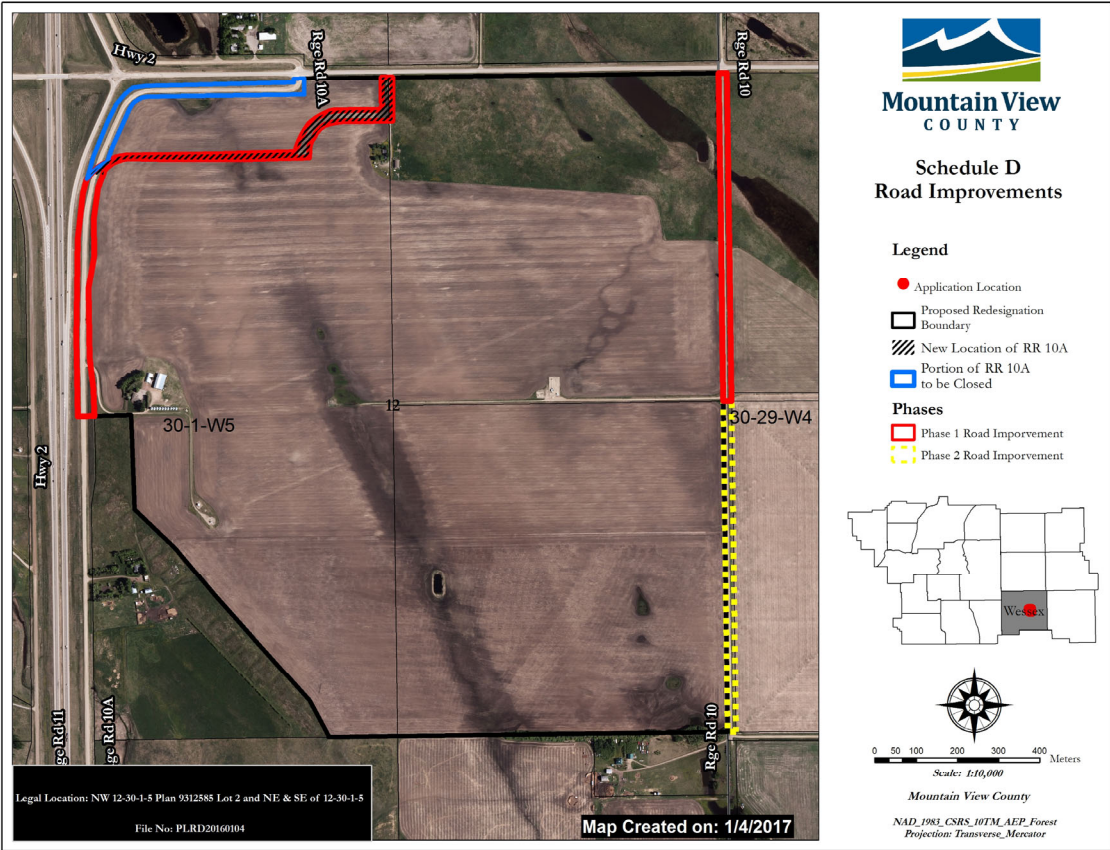 Hwy 2
Rge Rd 10A
Rge Rd 10
12
30-1-W5
30-29-W4
Hwy 2
Rge Rd 11
Rge Rd 10A
Rge Rd 10
Legal Location: NW 12-30-1-5 Plan 9312585 Lot 2 and NE & SE of 12-30-1-5
File No: PLRD20160104
Map Created on: 1/4/2017
Mountain View
COUNTY
Schedule D
Road Improvements
Legend
Application Location
Proposed Redesignation
Boundary
New Location of RR 10A
Portion of RR 10A
to be Closed
Phases
Phase 1 Road Imporvement
Phase 2 Road Imporvement
Wessex
0 50 100 200 300 400
Meters
Scale: 1:10,000
Mountain View County
NAD_1983_CSRS_10TM_AEP_Forest
Projection: Transverse_Mercator